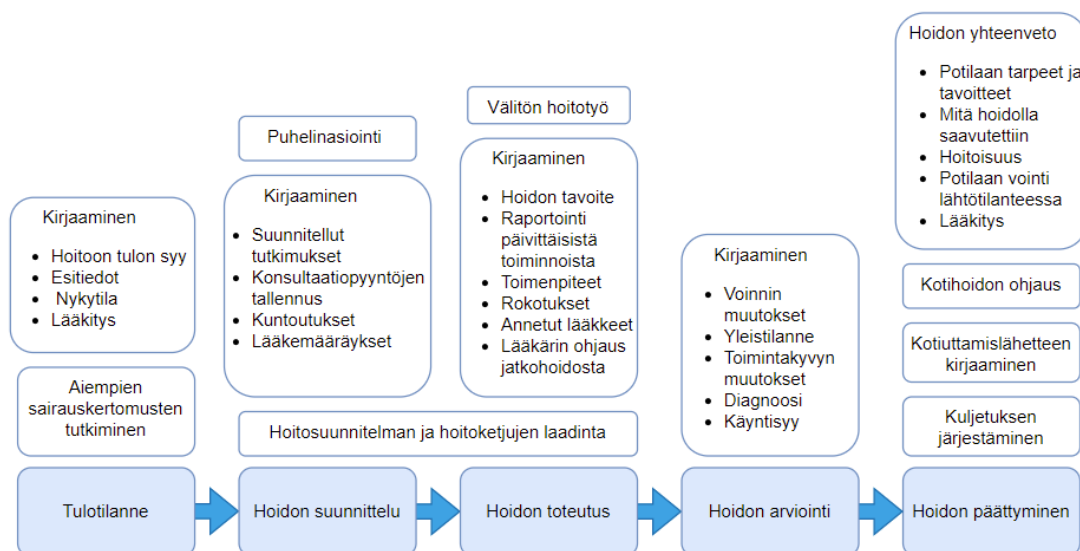 Kirjaaminen
Hoitoon tulon syy
Esitiedot
Nykytila
Lääkitys
Aiempien
sairauskertomusten
tutkiminen
Tulotilanne
Puhelinasiointi
Kirjaaminen
Suunnitellut
tutkimukset
Konsultaatiopyyntöjen
tallennus
Kuntoutukset
Lääkemääräykset
Hoitosuunnitelman ja hoitoketjujen laadinta
Hoidon suunnittelu
Välitön hoitotyö
Kirjaaminen
Hoidon tavoite
Raportointi
päivittäisistä
toiminnoista
Toimenpiteet
Rokotukset
Annetut lääkkeet
Lääkärin ohjaus
jatkohoidosta
Hoidon toteutus
Kirjaaminen
Voinnin
muutokset
Yleistilanne
Toimintakyvyn
muutokset
Diagnoosi
Käyntisyy
Hoidon arviointi
Hoidon yhteenveto
Potilaan tarpeet ja
tavoitteet
Mitä hoidolla
saavutettiin
Hoitoisuus
Potilaan vointi
lähtötilanteessa
Lääkitys
Kotihoidon ohjaus
Kotiuttamislähetteen
kirjaaminen
Kuljetuksen
järjestäminen
Hoidon päättyminen